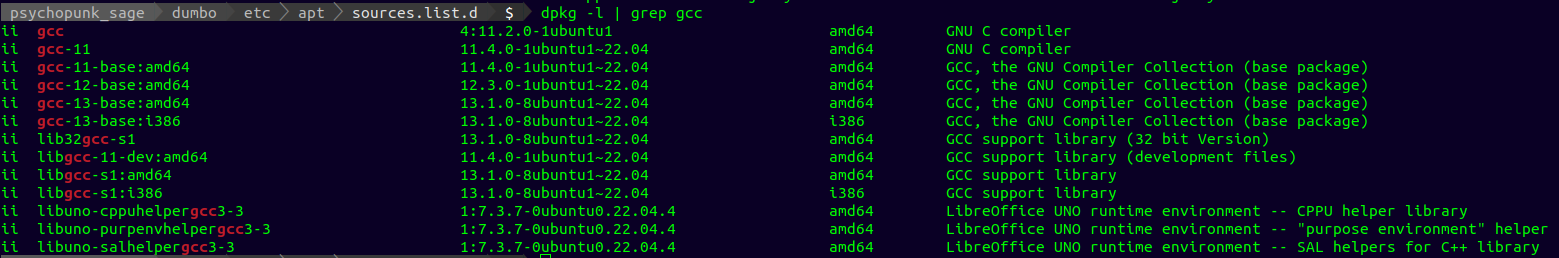 psychopunk_sage dumbo etc apt sources.list.d $ dpkg -l | grep gcc
ii gcc 4:11.2.0-1ubuntu1 amd64 GNU C compiler
ii gcc-11 11.4.0-1ubuntu1~22.04 amd64 GNU C compiler
ii gcc-11-base:amd64 11.4.0-1ubuntu1~22.04 amd64 GCC, the GNU Compiler Collection (base package)
ii gcc-12-base:amd64 12.3.0-1ubuntu1~22.04 amd64 GCC, the GNU Compiler Collection (base package)
ii gcc-13-base:amd64 13.1.0-8ubuntu1~22.04 amd64 GCC, the GNU Compiler Collection (base package)
ii gcc-13-base:i386 13.1.0-8ubuntu1~22.04 i386 GCC, the GNU Compiler Collection (base package)
ii lib32gcc-s1 13.1.0-8ubuntu1~22.04 amd64 GCC support library (32 bit Version)
ii libgcc-11-dev:amd64 11.4.0-1ubuntu1~22.04 amd64 GCC support library (development files)
ii libgcc-s1:amd64 13.1.0-8ubuntu1~22.04 amd64 GCC support library
ii libgcc-s1:i386 13.1.0-8ubuntu1~22.04 i386 GCC support library
ii libuno-cppuhelpergcc3-3 1:7.3.7-0ubuntu0.22.04.4 amd64 LibreOffice UNO runtime environment -- CPPU helper library
ii libuno-purpenvhelpergcc3-3 1:7.3.7-0ubuntu0.22.04.4 amd64 LibreOffice UNO runtime environment -- "purpose environment" helper
ii libuno-salhelpergcc3-3 1:7.3.7-0ubuntu0.22.04.4 amd64 LibreOffice UNO runtime environment -- SAL helpers for C++ library